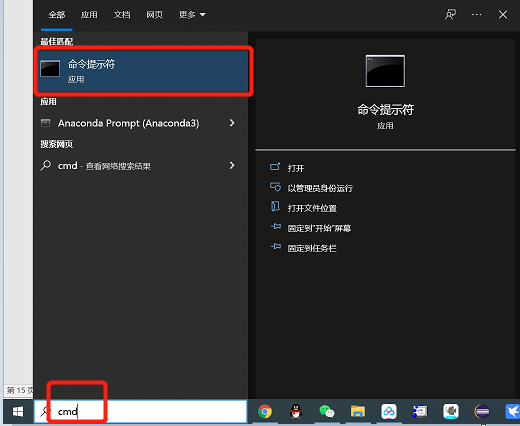 全部 应用 文档 网页 更多
最佳匹配
命令提示符
应用
应用
Anaconda Prompt (Anaconda3)
搜索网页
cmd - 查看网络搜索结果
命令提示符
应用
打开
以管理员身份运行
打开文件位置
固定到"开始"屏幕
固定到任务栏
第 15 页
cmd